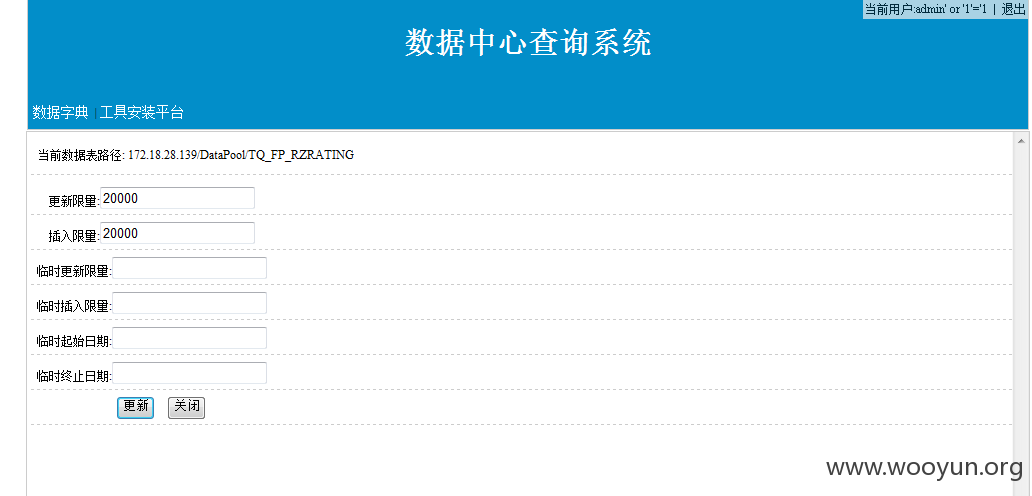 当前用户:admin' or '1'='1 | 退出
数据中心查询系统
数据字典 | 工具安装平台
当前数据表路径: 172.18.28.139/DataPool/TQ_FP_RZRATING
更新限量: 20000
插入限量: 20000
临时更新限量:
临时插入限量:
临时起始日期:
临时终止日期:
更新 关闭
www.wooyun.org